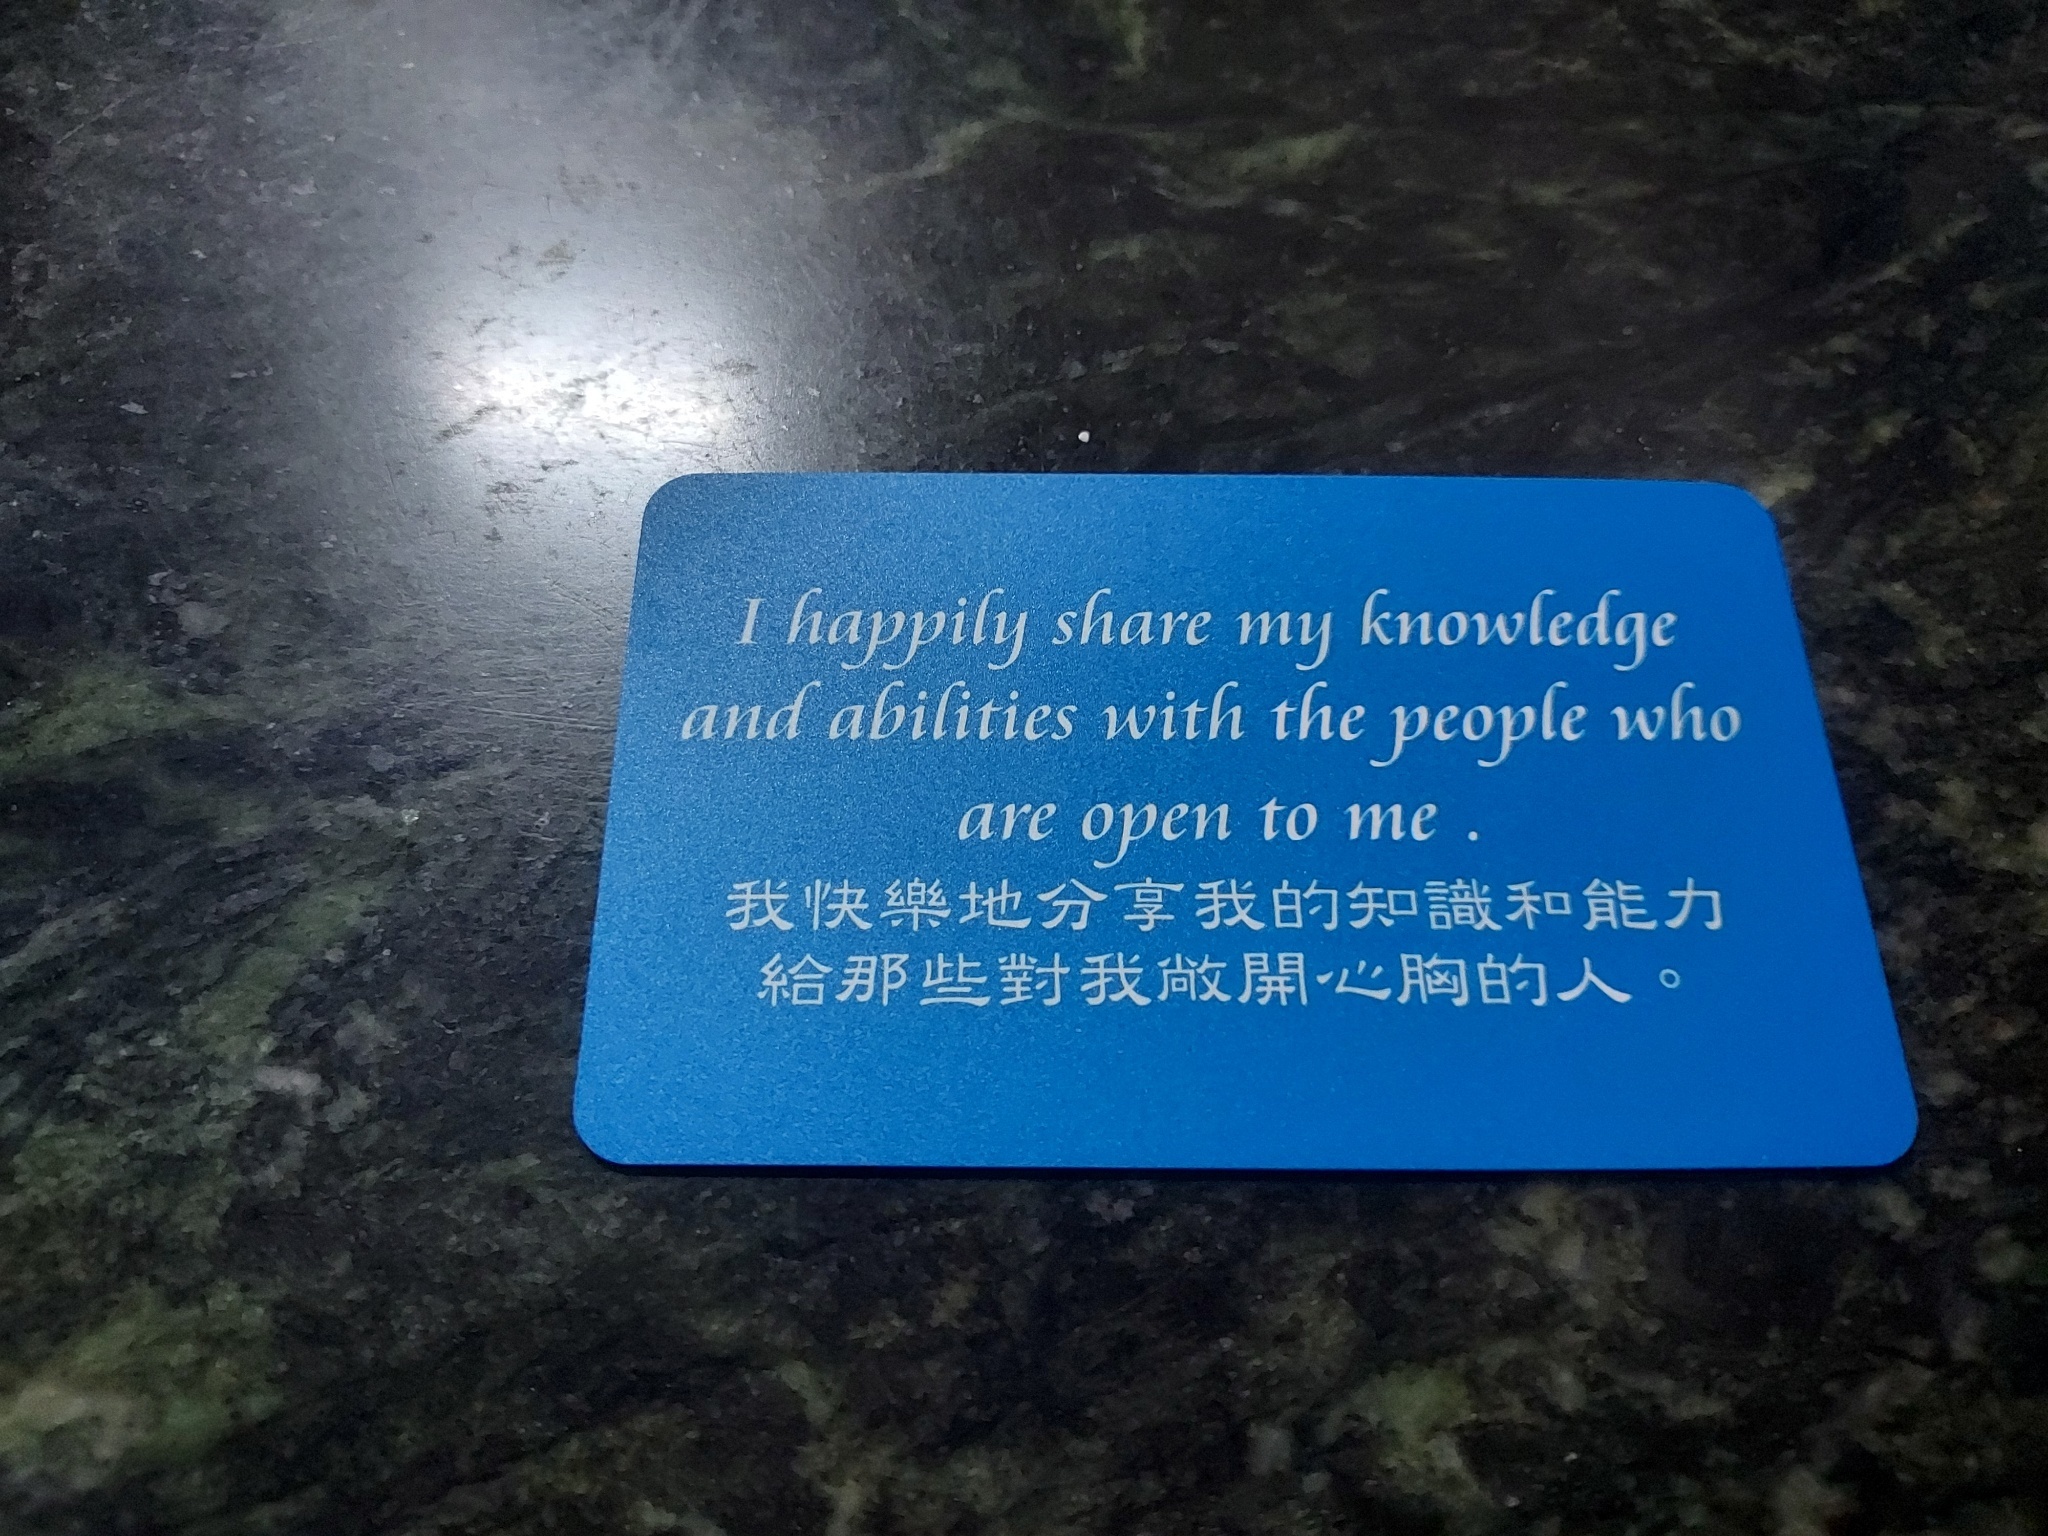 I happily share my knowledge
and abilities with the people who
are open to me .
我快樂地分享我的知識和能力
給那些對我敞開心胸的人。